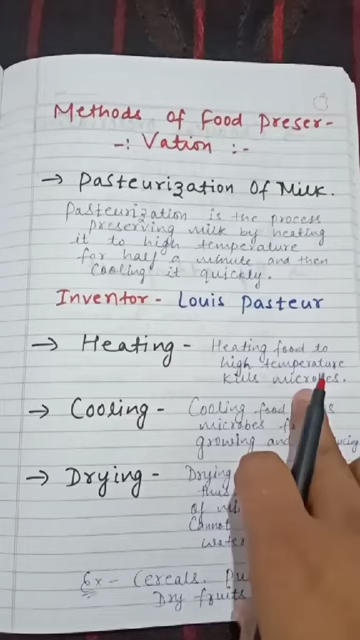 Methods of Food Preser-
-: Vation :-
→ Pasteurization Of Milk.
Pasteurization is the process
preserving milk by heating
it to high temperature
for half a minute and then
cooling it quickly.
Inventor- Louis Pasteur
→ Heating - Heating food to
high temperature
kills microbes.
→ Cooling - Cooling food
microbes
growing and
→ Drying - Drying
thus
of
Cannot
water
Ex- Cereals.
Dry fruits